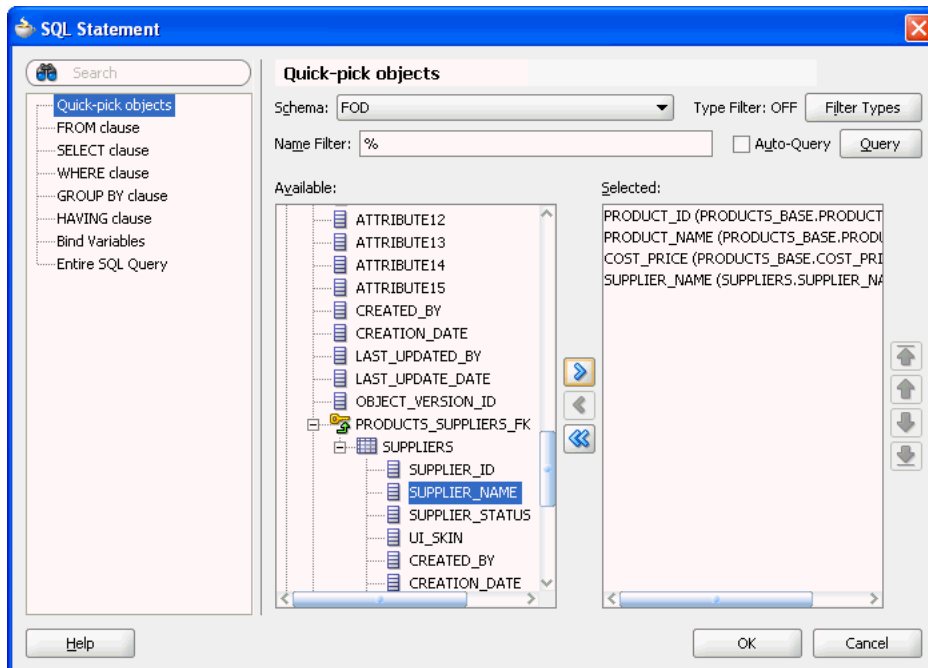 SQL Statement
Search
Quick-pick objects
FROM clause
SELECT clause
WHERE clause
GROUP BY clause
HAVING clause
Bind Variables
Entire SQL Query
Quick-pick objects
Schema: FOD Type Filter: OFF Filter Types
Name Filter: % Auto-Query Query
Available:
ATTRIBUTE12
ATTRIBUTE13
ATTRIBUTE14
ATTRIBUTE15
CREATED_BY
CREATION_DATE
LAST_UPDATED_BY
LAST_UPDATE_DATE
OBJECT_VERSION_ID
PRODUCTS_SUPPLIERS_FK
SUPPLIERS
SUPPLIER_ID
SUPPLIER_NAME
SUPPLIER_STATUS
UI_SKIN
CREATED_BY
CREATION_DATE
Selected:
PRODUCT_ID (PRODUCTS_BASE.PRODUCT
PRODUCT_NAME (PRODUCTS_BASE.PRODU
COST_PRICE (PRODUCTS_BASE.COST_PRI
SUPPLIER_NAME (SUPPLIERS.SUPPLIER_NA
Help OK Cancel